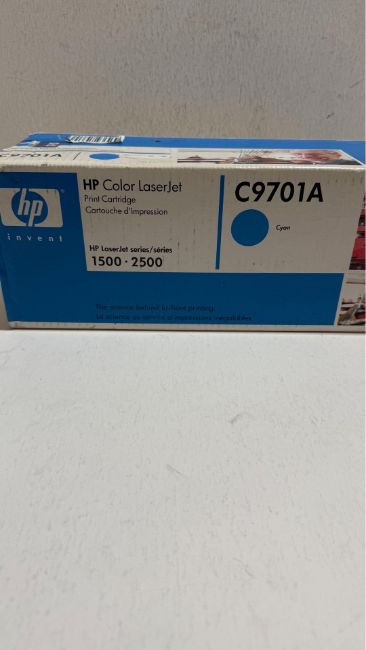 C9701A
hp
invent
HP Color LaserJet
Print Cartridge
Cartouche d'impression
HP LaserJet series/séries
1500 · 2500
C9701A
Cyan
The science behind brilliant printing.
La science au service d'impressions inégalables